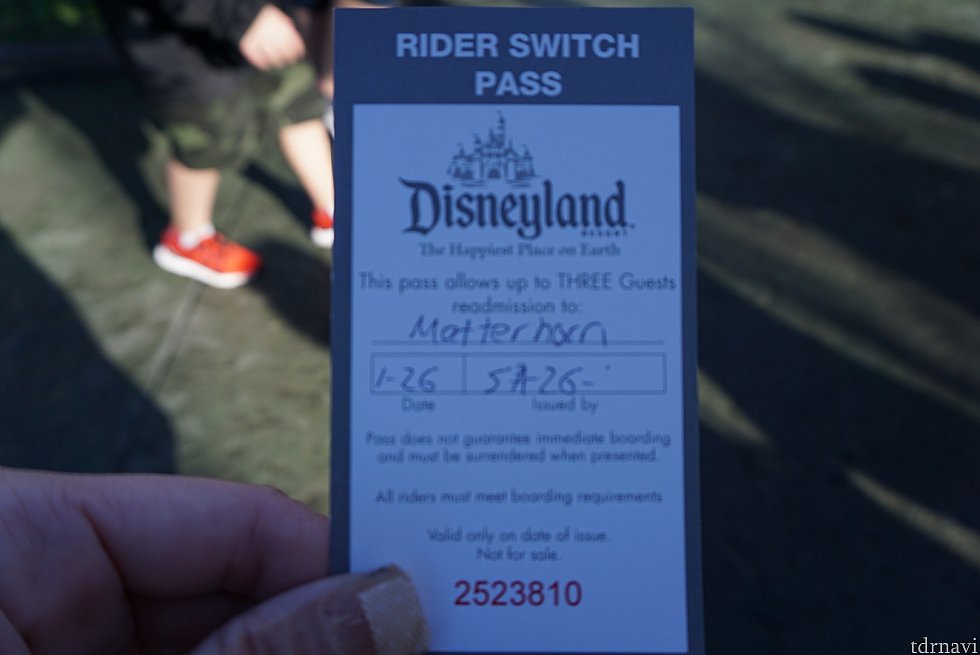 RIDER SWITCH
PASS
Disneyland
RESORT
The Happiest Place on Earth
This pass allows up to THREE Guests
readmission to:
Matterhorn
1-26
Date Issued by
Pass does not guarantee immediate boarding
and must be surrendered when presented.
All riders must meet boarding requirements
Valid only on date of issue.
Not for sale.
2523810
tdrnavi